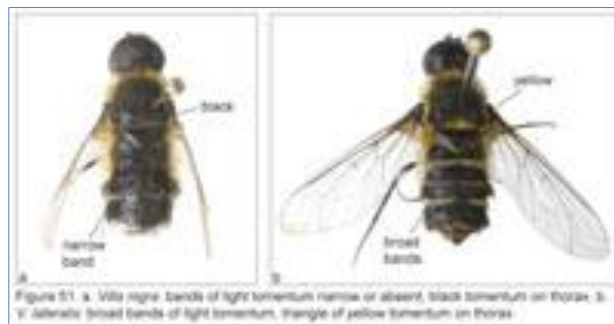 black
narrow
band
a
yellow
broad
bands
b
Figure 51. a. Villa nigra: bands of light tomentum narrow or absent, black tomentum on thorax; b.
V. lateralis: broad bands of light tomentum, triangle of yellow tomentum on thorax.